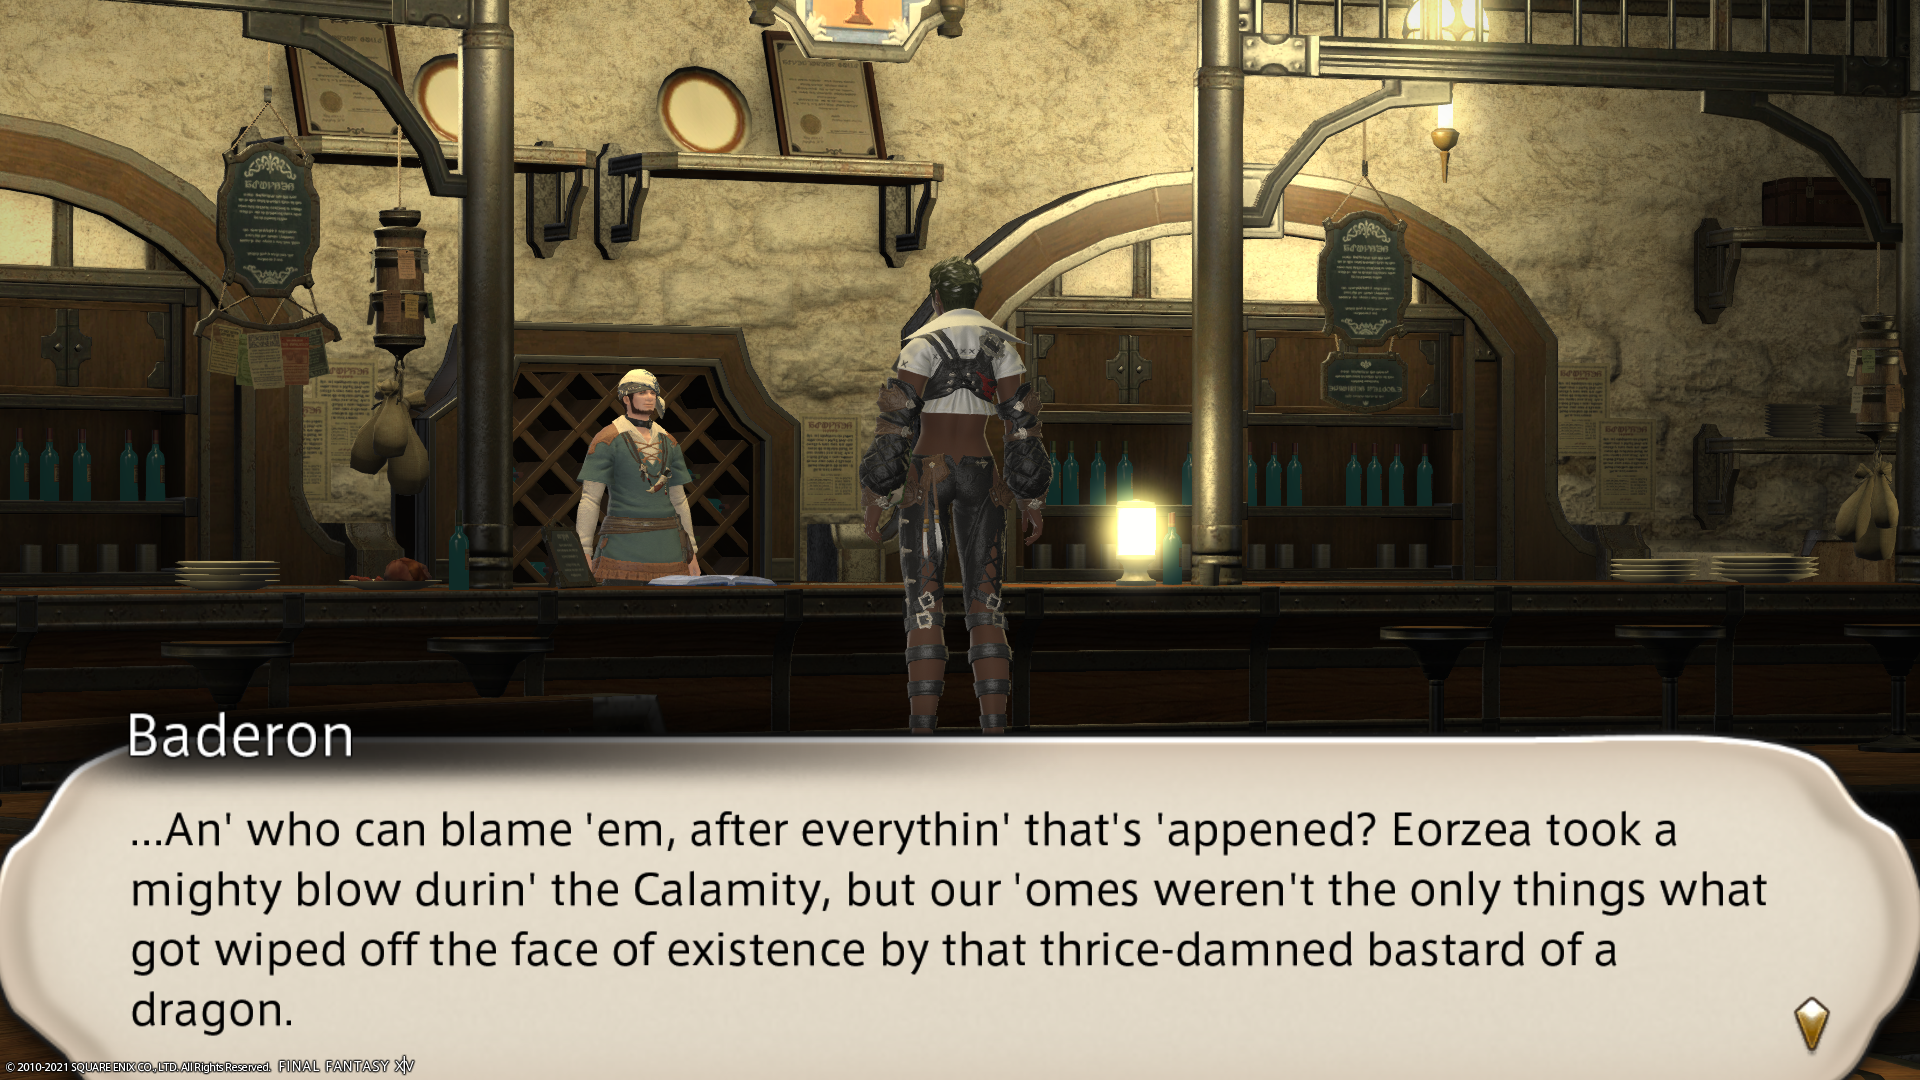 Baderon
...An' who can blame 'em, after everythin' that's 'appened? Eorzea took a
mighty blow durin' the Calamity, but our 'omes weren't the only things what
got wiped off the face of existence by that thrice-damned bastard of a
dragon.
© 2010-2021 SQUARE ENIX CO., LTD. All Rights Reserved. FINAL FANTASY XIV